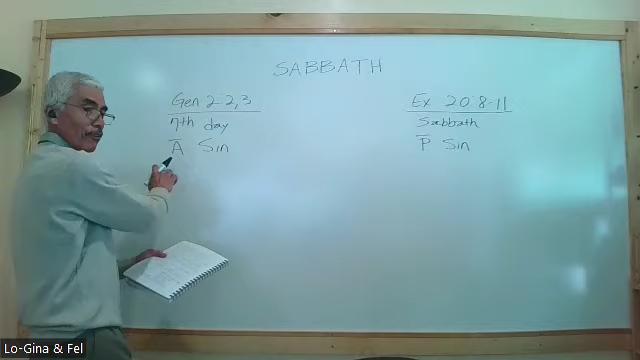 SABBATH
Gen 2:2,3
7th day
A̅ Sin
Ex 20:8-11
Sabbath
P̅ Sin
Lo-Gina & Fel